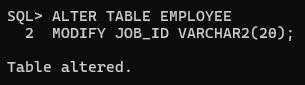 SQL> ALTER TABLE EMPLOYEE
  2  MODIFY JOB_ID VARCHAR2(20);
Table altered.